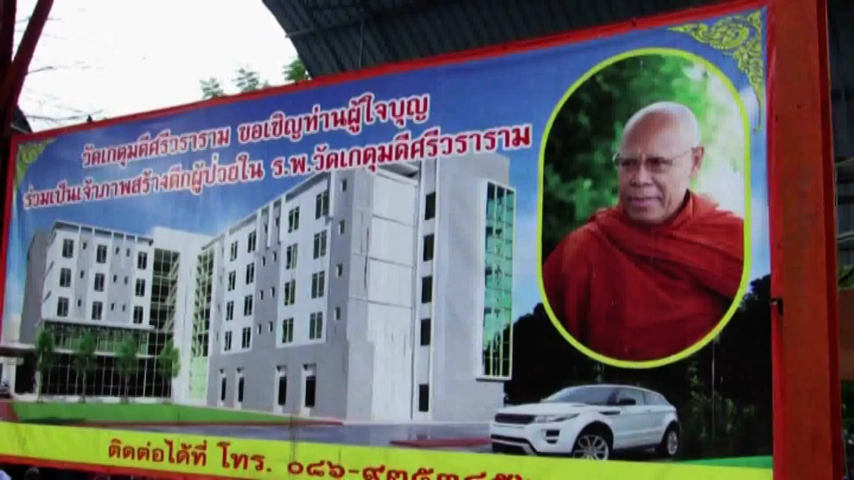 วัดเกตุมดีศรีวราราม ขอเชิญท่านผู้ใจบุญ
ร่วมเป็นเจ้าภาพสร้างตึกผู้ป่วยใน ร.พ.วัดเกตุมดีศรีวราราม
ติดต่อได้ที่ โทร.